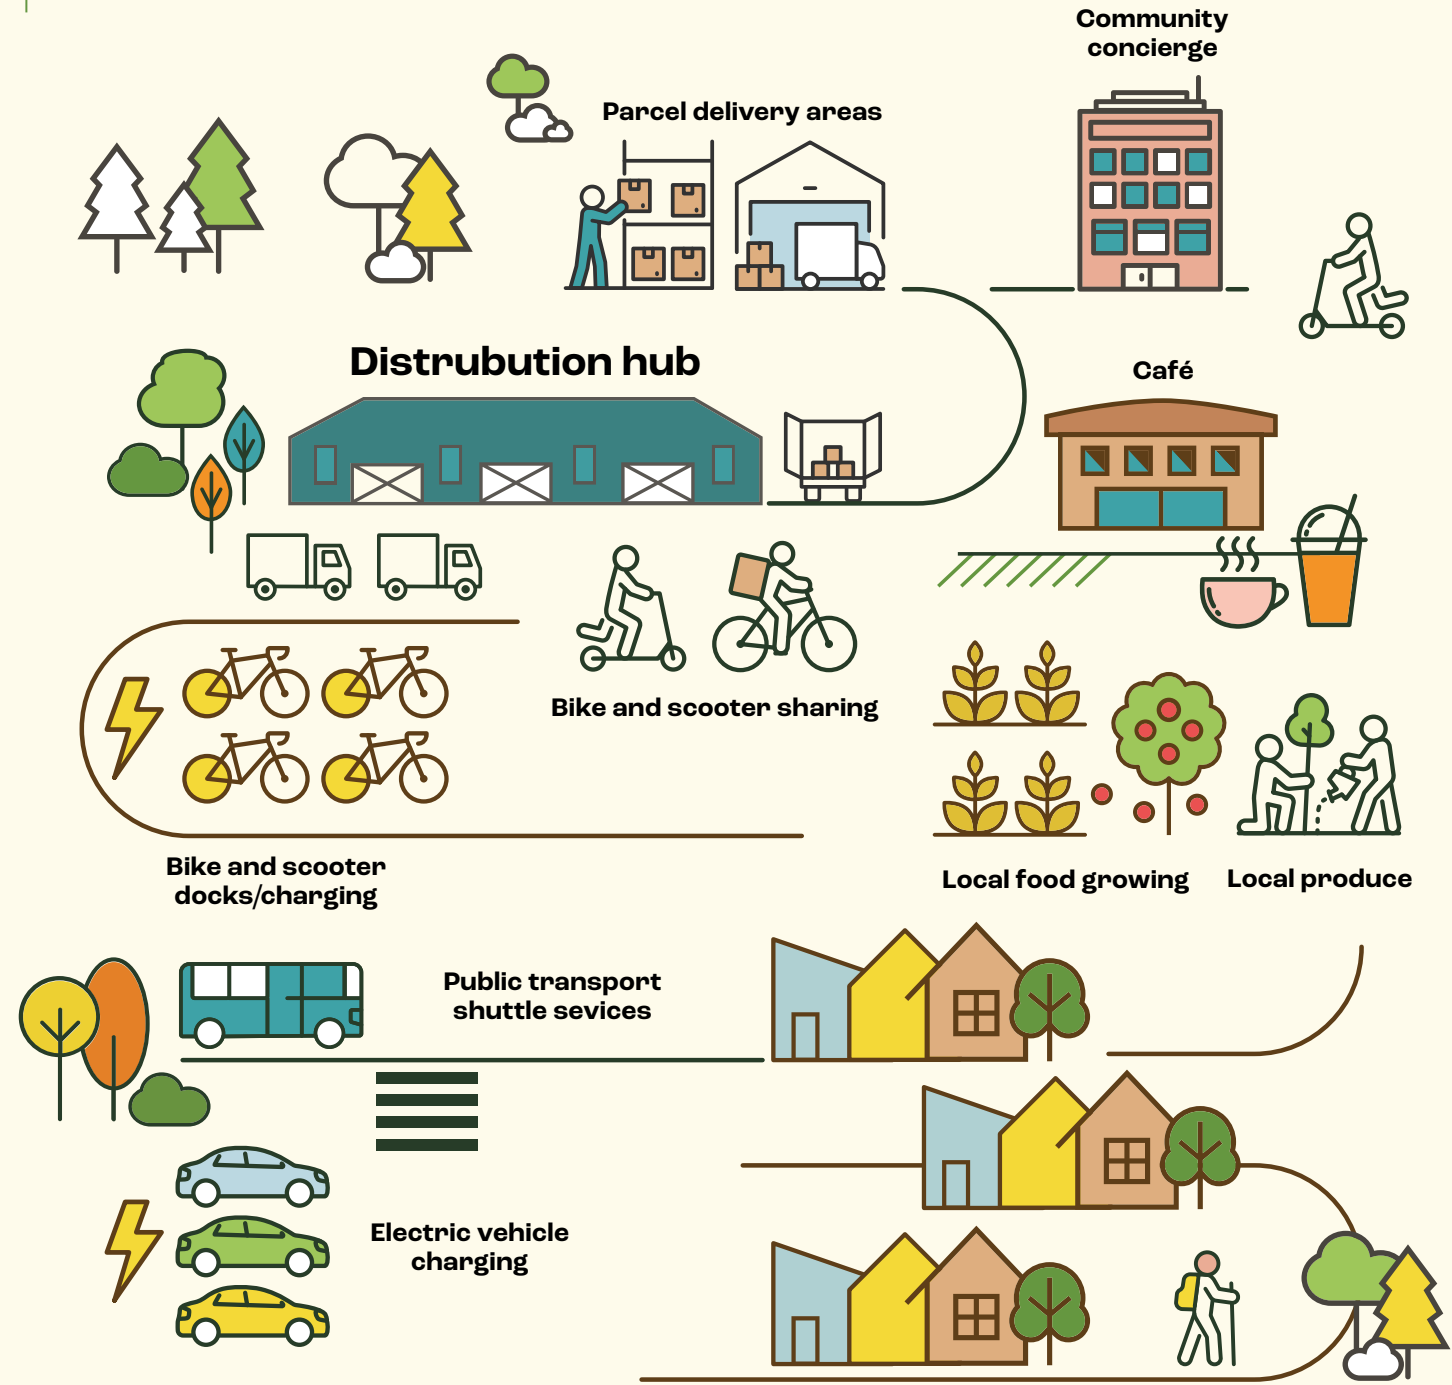 Community
concierge
Parcel delivery areas
Distrubution hub
Café
Bike and scooter sharing
Bike and scooter
docks/charging
Local food growing
Local produce
Public transport
shuttle sevices
Electric vehicle
charging